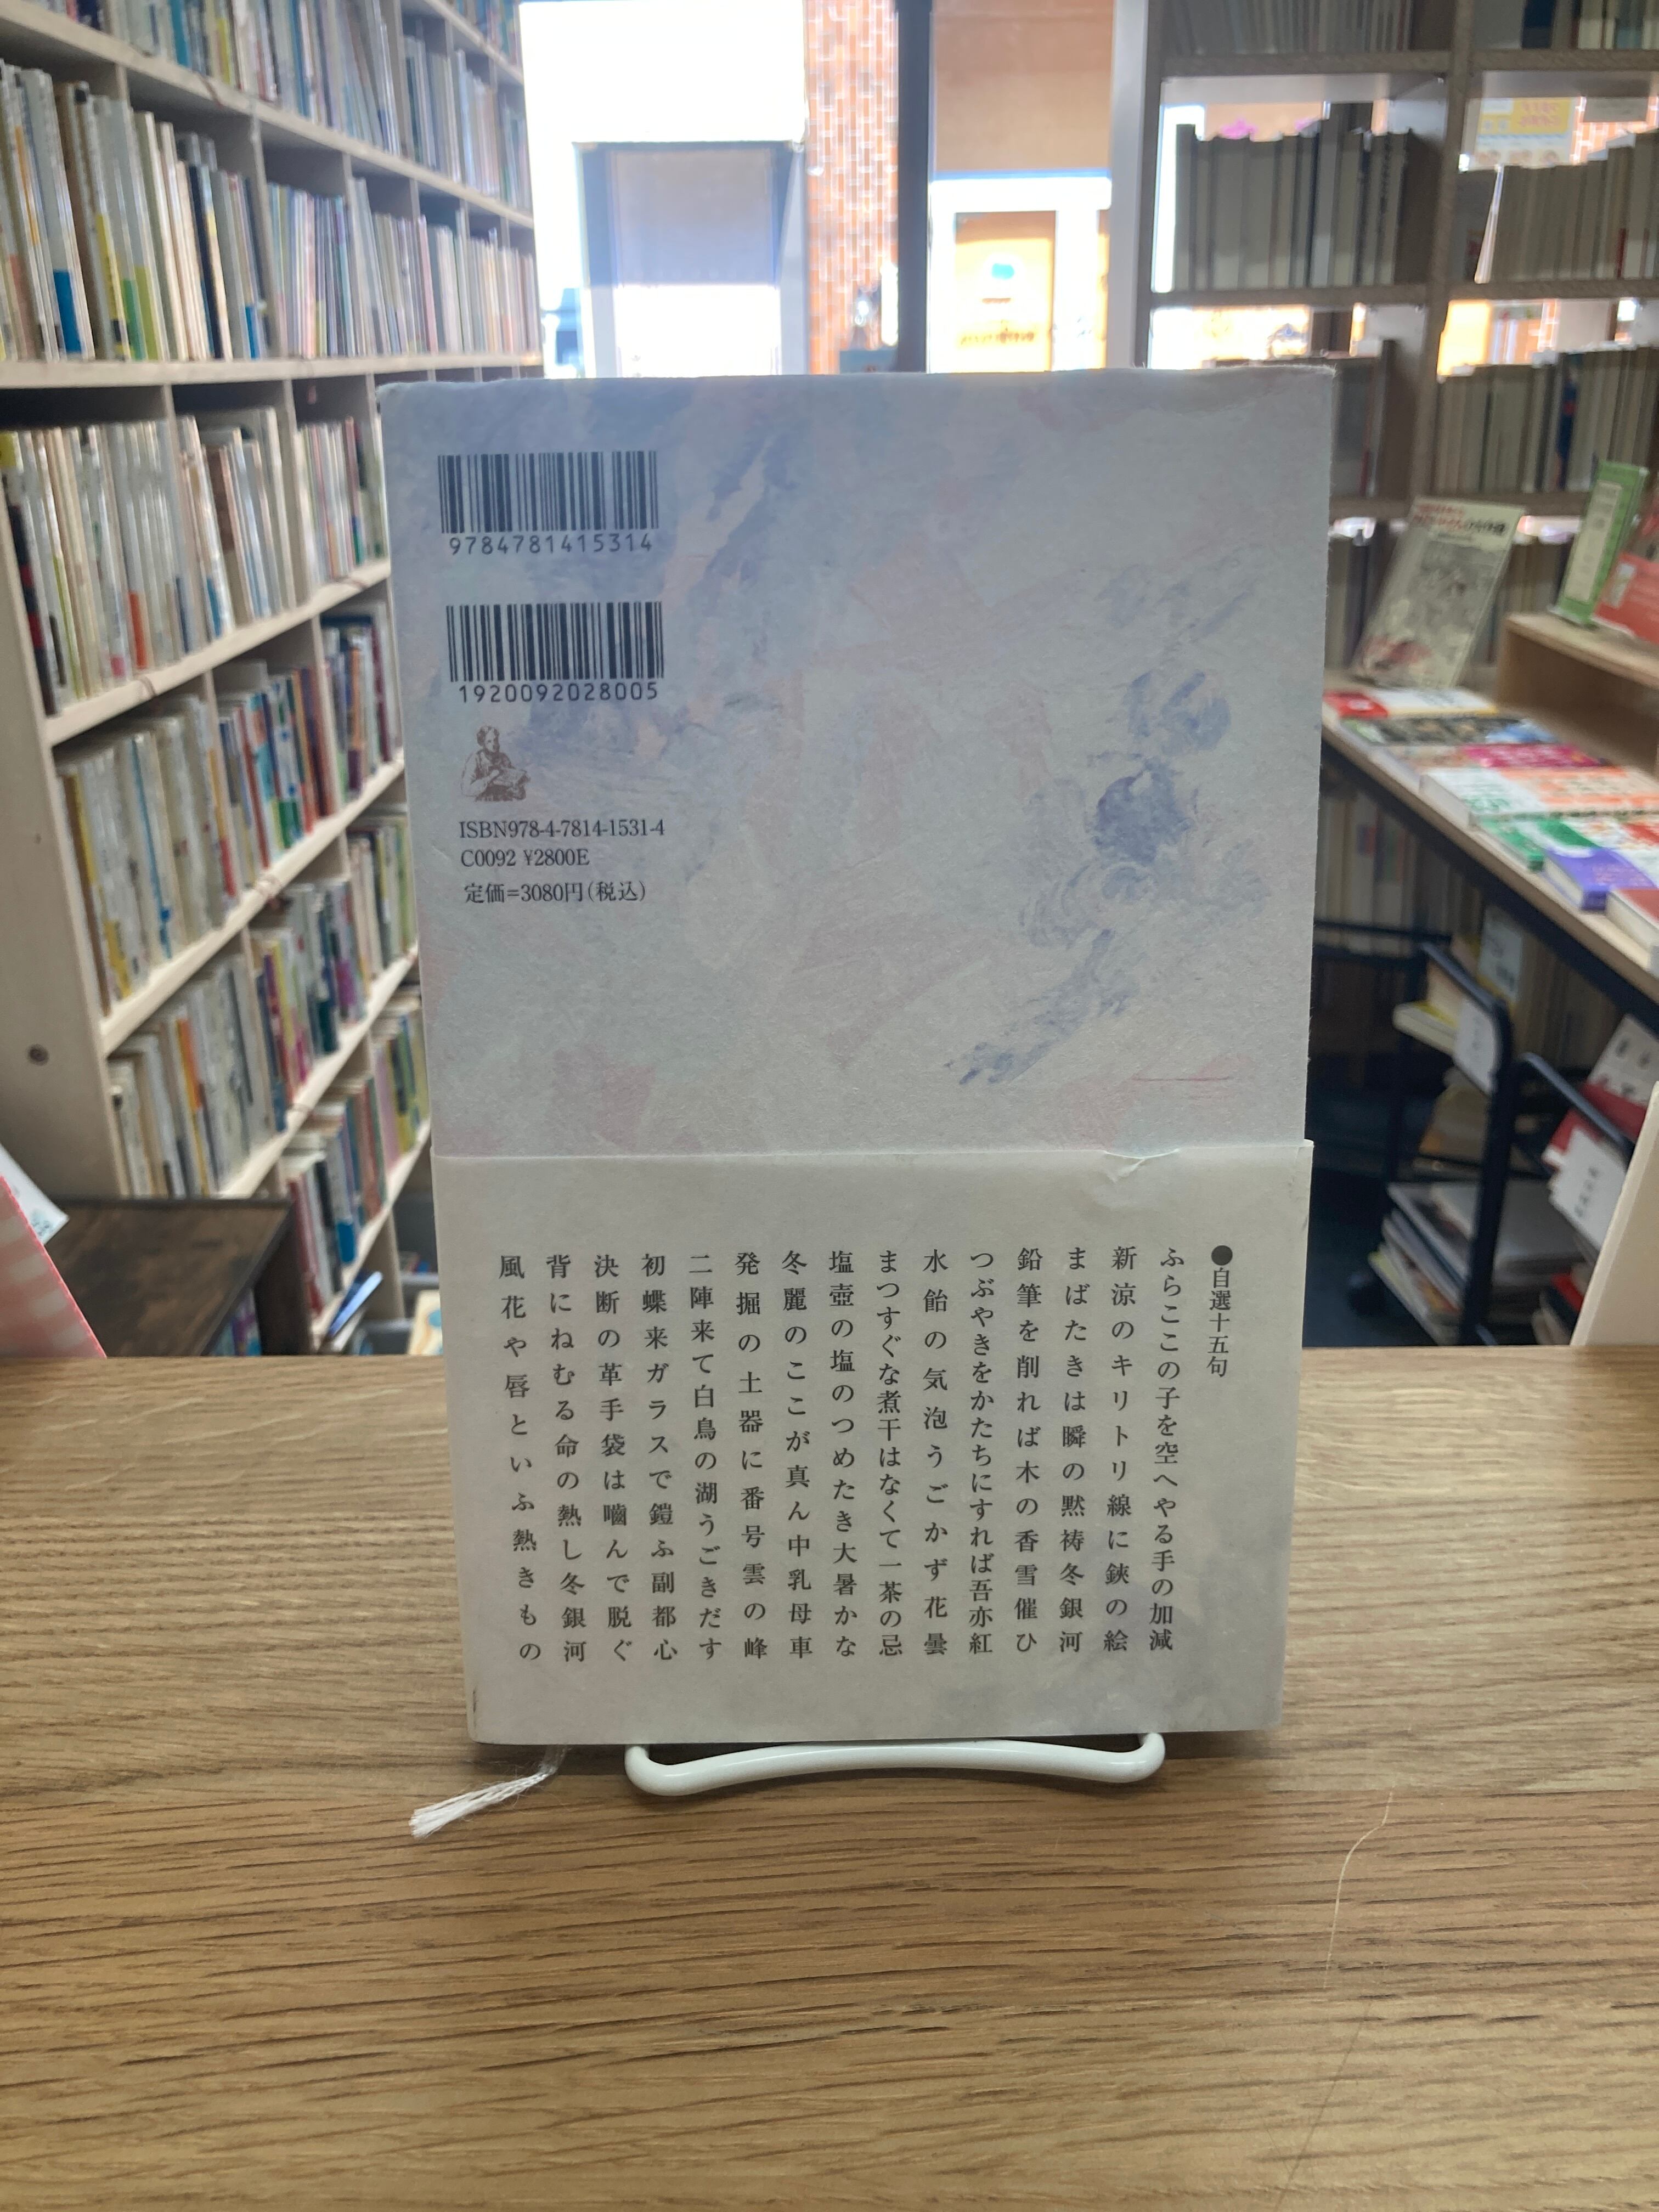 9784781415314
1920092028005
ISBN978-4-7814-1531-4
C0092 ¥2800E
定価=3080円(税込)
●自選十五句
ふらここの子を空へやる手の加減
新涼のキリトリ線に鋏の絵
まばたきは瞬の黙祷冬銀河
鉛筆を削れば木の香雪催ひ
つぶやきをかたちにすれば吾亦紅
水飴の気泡うごかず花曇
まつすぐな煮干はなくて一茶の忌
塩壺の塩のつめたき大暑かな
冬麗のここが真ん中乳母車
発掘の土器に番号雲の峰
二陣来て白鳥の湖うごきだす
初蝶来ガラスで鎧ふ副都心
決断の革手袋は嚙んで脱ぐ
背にねむる命の熱し冬銀河
風花や唇といふ熱きもの